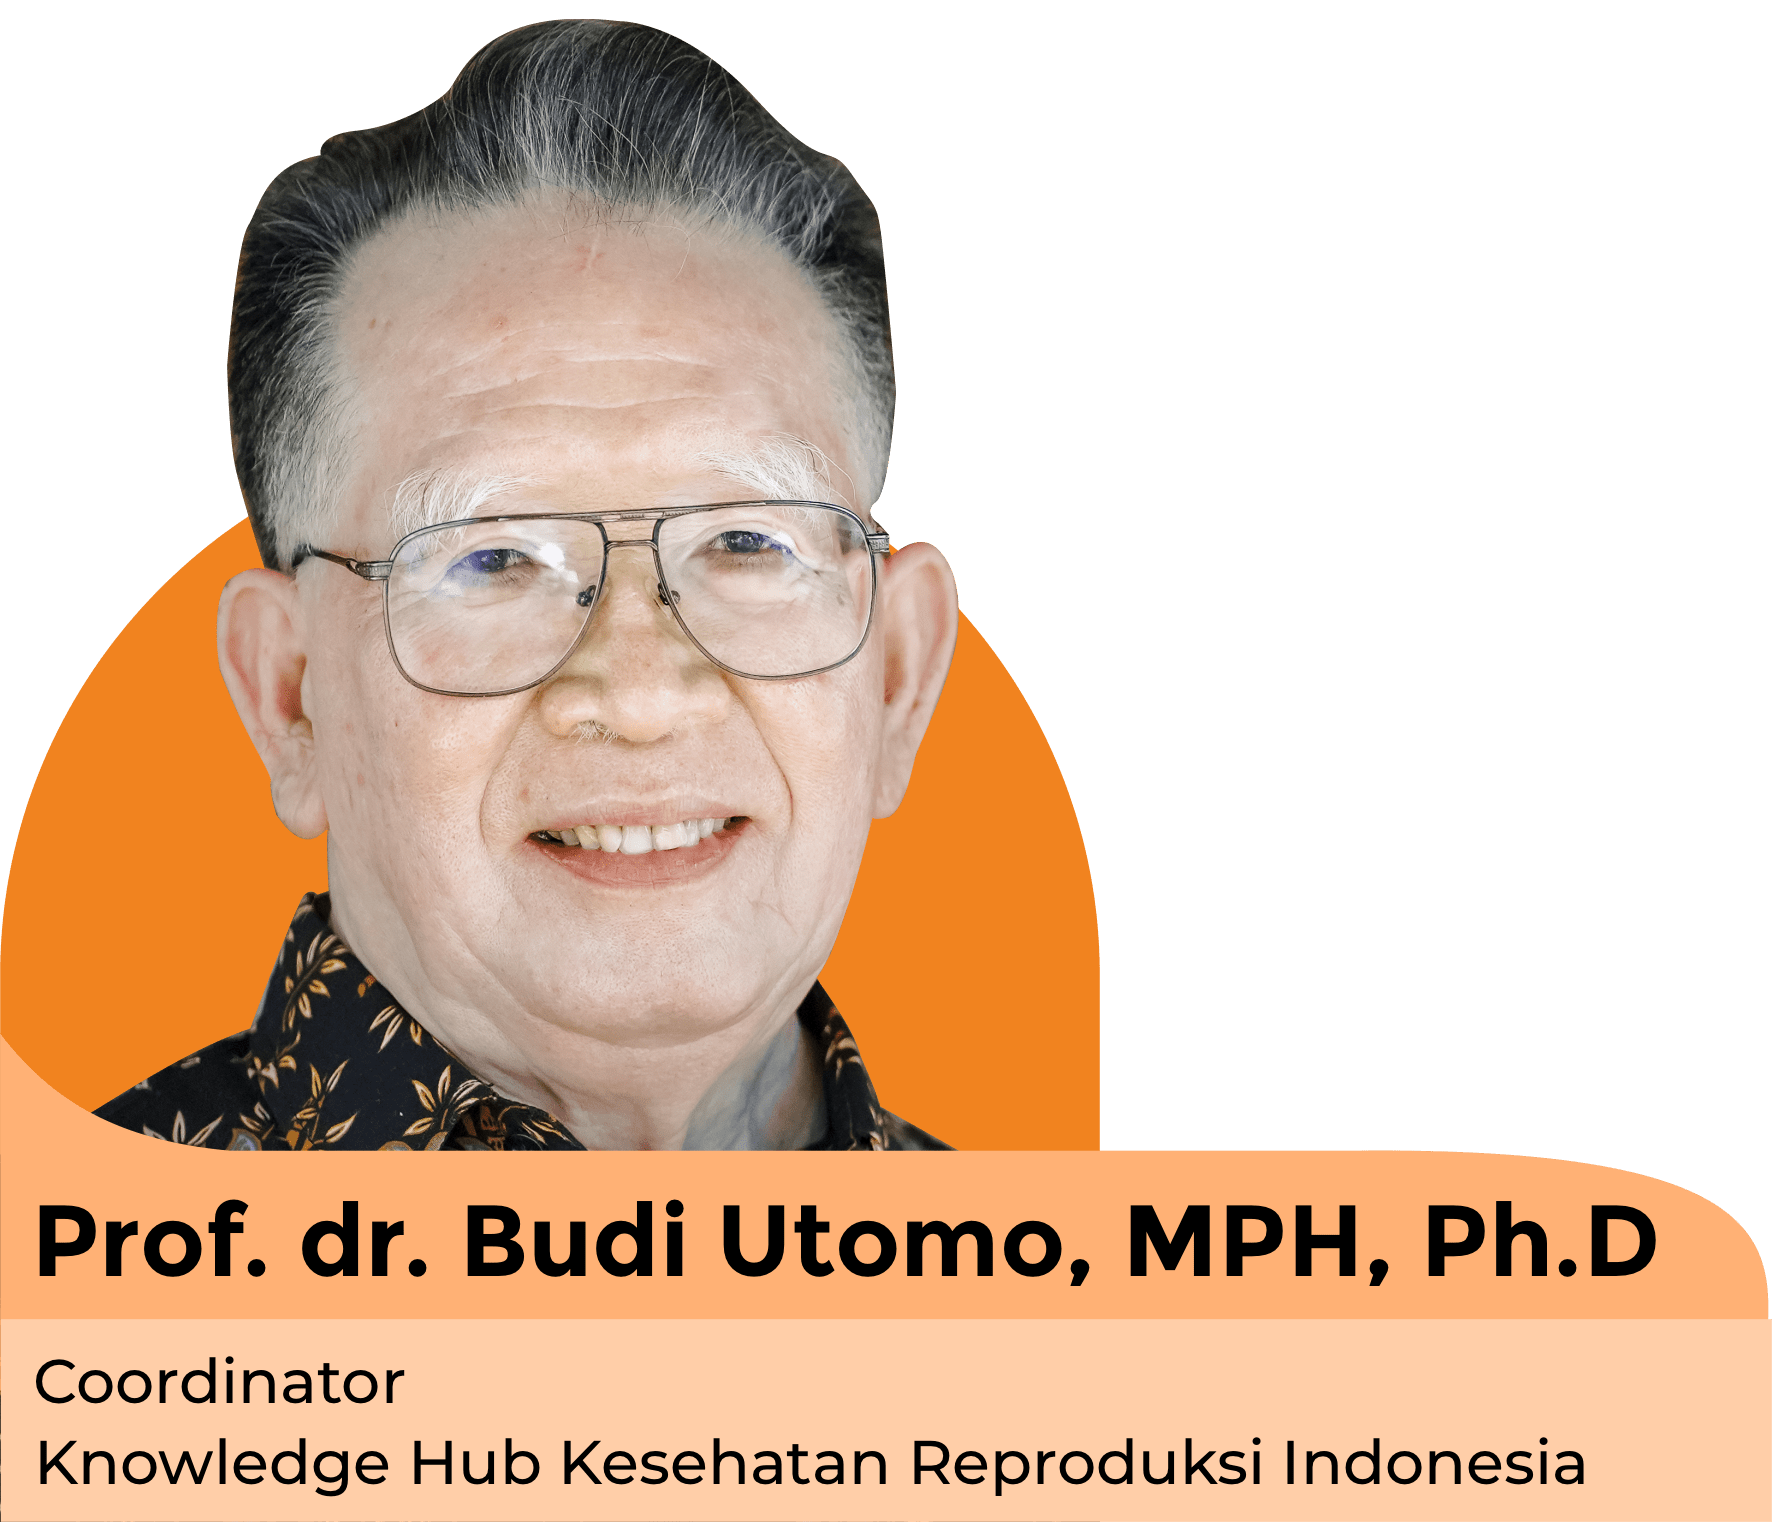 Prof. dr. Budi Utomo, MPH, Ph.D
Coordinator
Knowledge Hub Kesehatan Reproduksi Indonesia